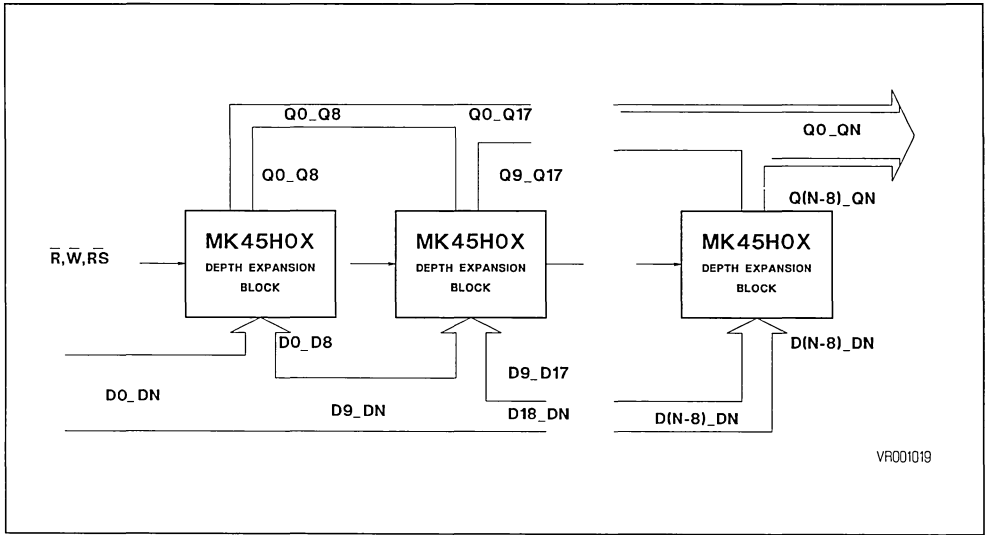 Q0_Q8
Q0_Q17
Q0_QN
Q0_Q8
Q9_Q17
Q(N-8)_QN
R̅,W̅,R̅S̅
MK45H0X
DEPTH EXPANSION
BLOCK
MK45H0X
DEPTH EXPANSION
BLOCK
MK45H0X
DEPTH EXPANSION
BLOCK
D0_D8
D(N-8)_DN
D9_D17
D0_DN
D9_DN
D18_DN
D(N-8)_DN
VR001019